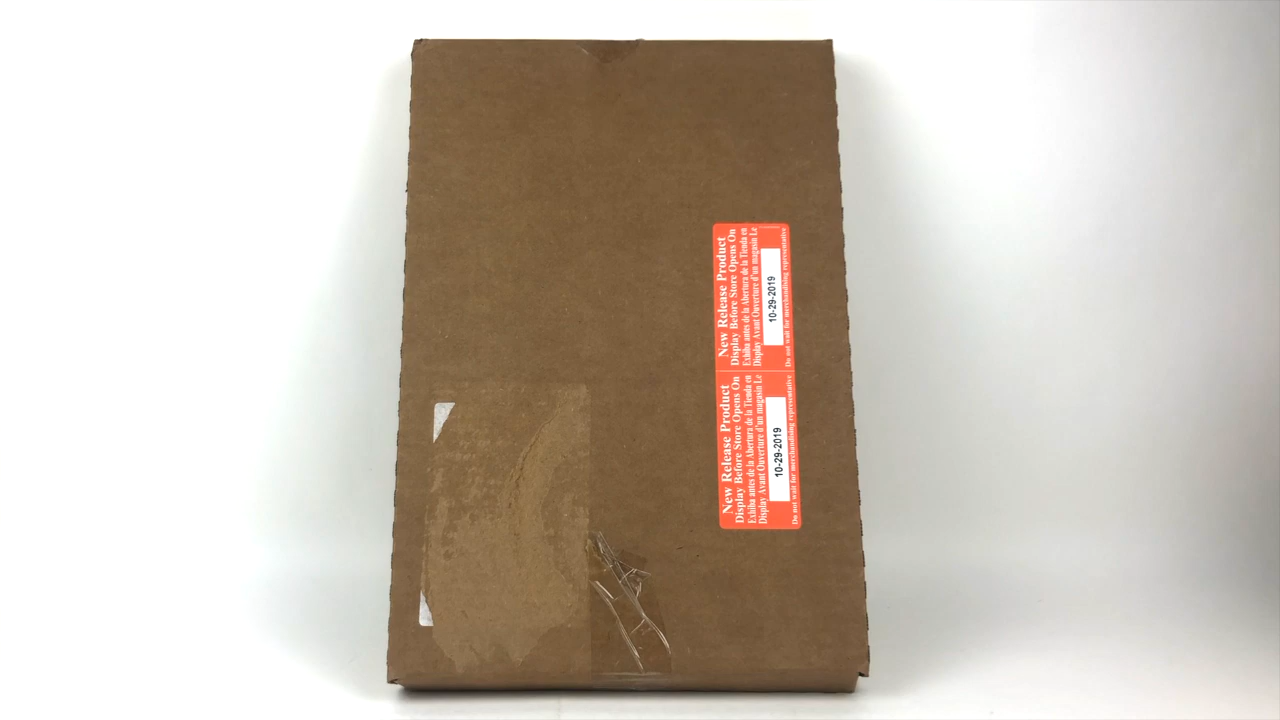 New Release Product
Display Before Store Opens On
Exhiba antes de la Abertura de la Tienda en
Display Avant Ouverture d'un magasin Le
10-29-2019
Do not wait for merchandising representative
New Release Product
Display Before Store Opens On
Exhiba antes de la Abertura de la Tienda en
Display Avant Ouverture d'un magasin Le
10-29-2019
Do not wait for merchandising representative